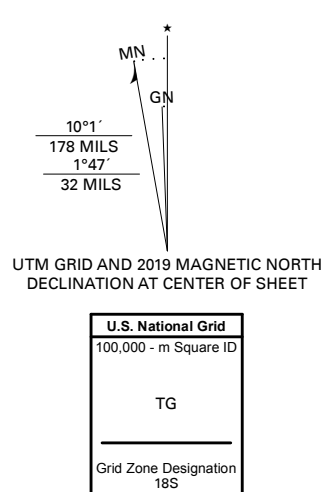 ★
MN
GN
10°1´
178 MILS
1°47´
32 MILS
UTM GRID AND 2019 MAGNETIC NORTH
DECLINATION AT CENTER OF SHEET
U.S. National Grid
100,000 - m Square ID
TG
Grid Zone Designation
18S